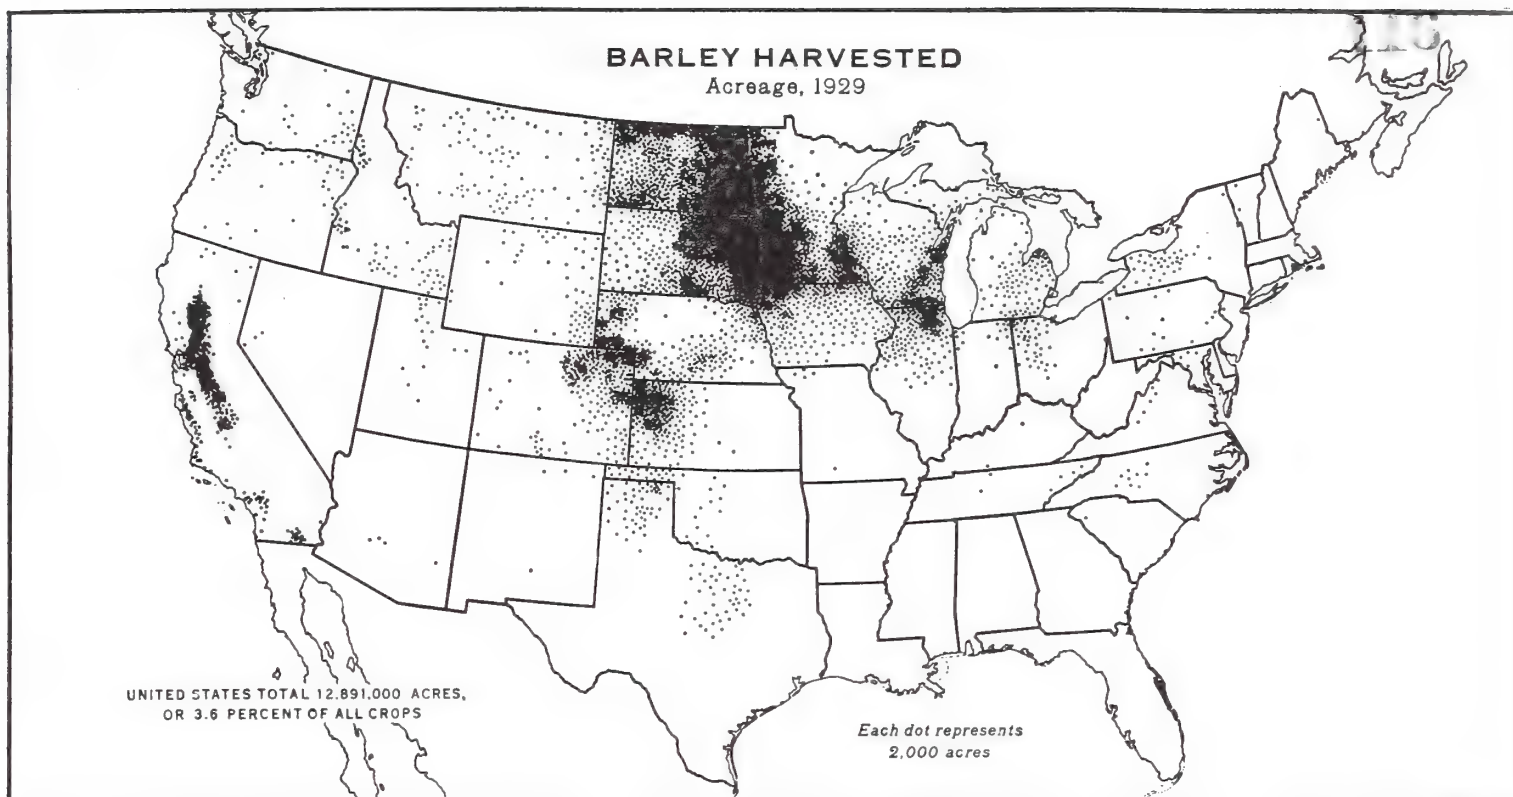 BARLEY HARVESTED
Acreage, 1929
UNITED STATES TOTAL 12,891,000 ACRES,
OR 3.6 PERCENT OF ALL CROPS
Each dot represents
2,000 acres